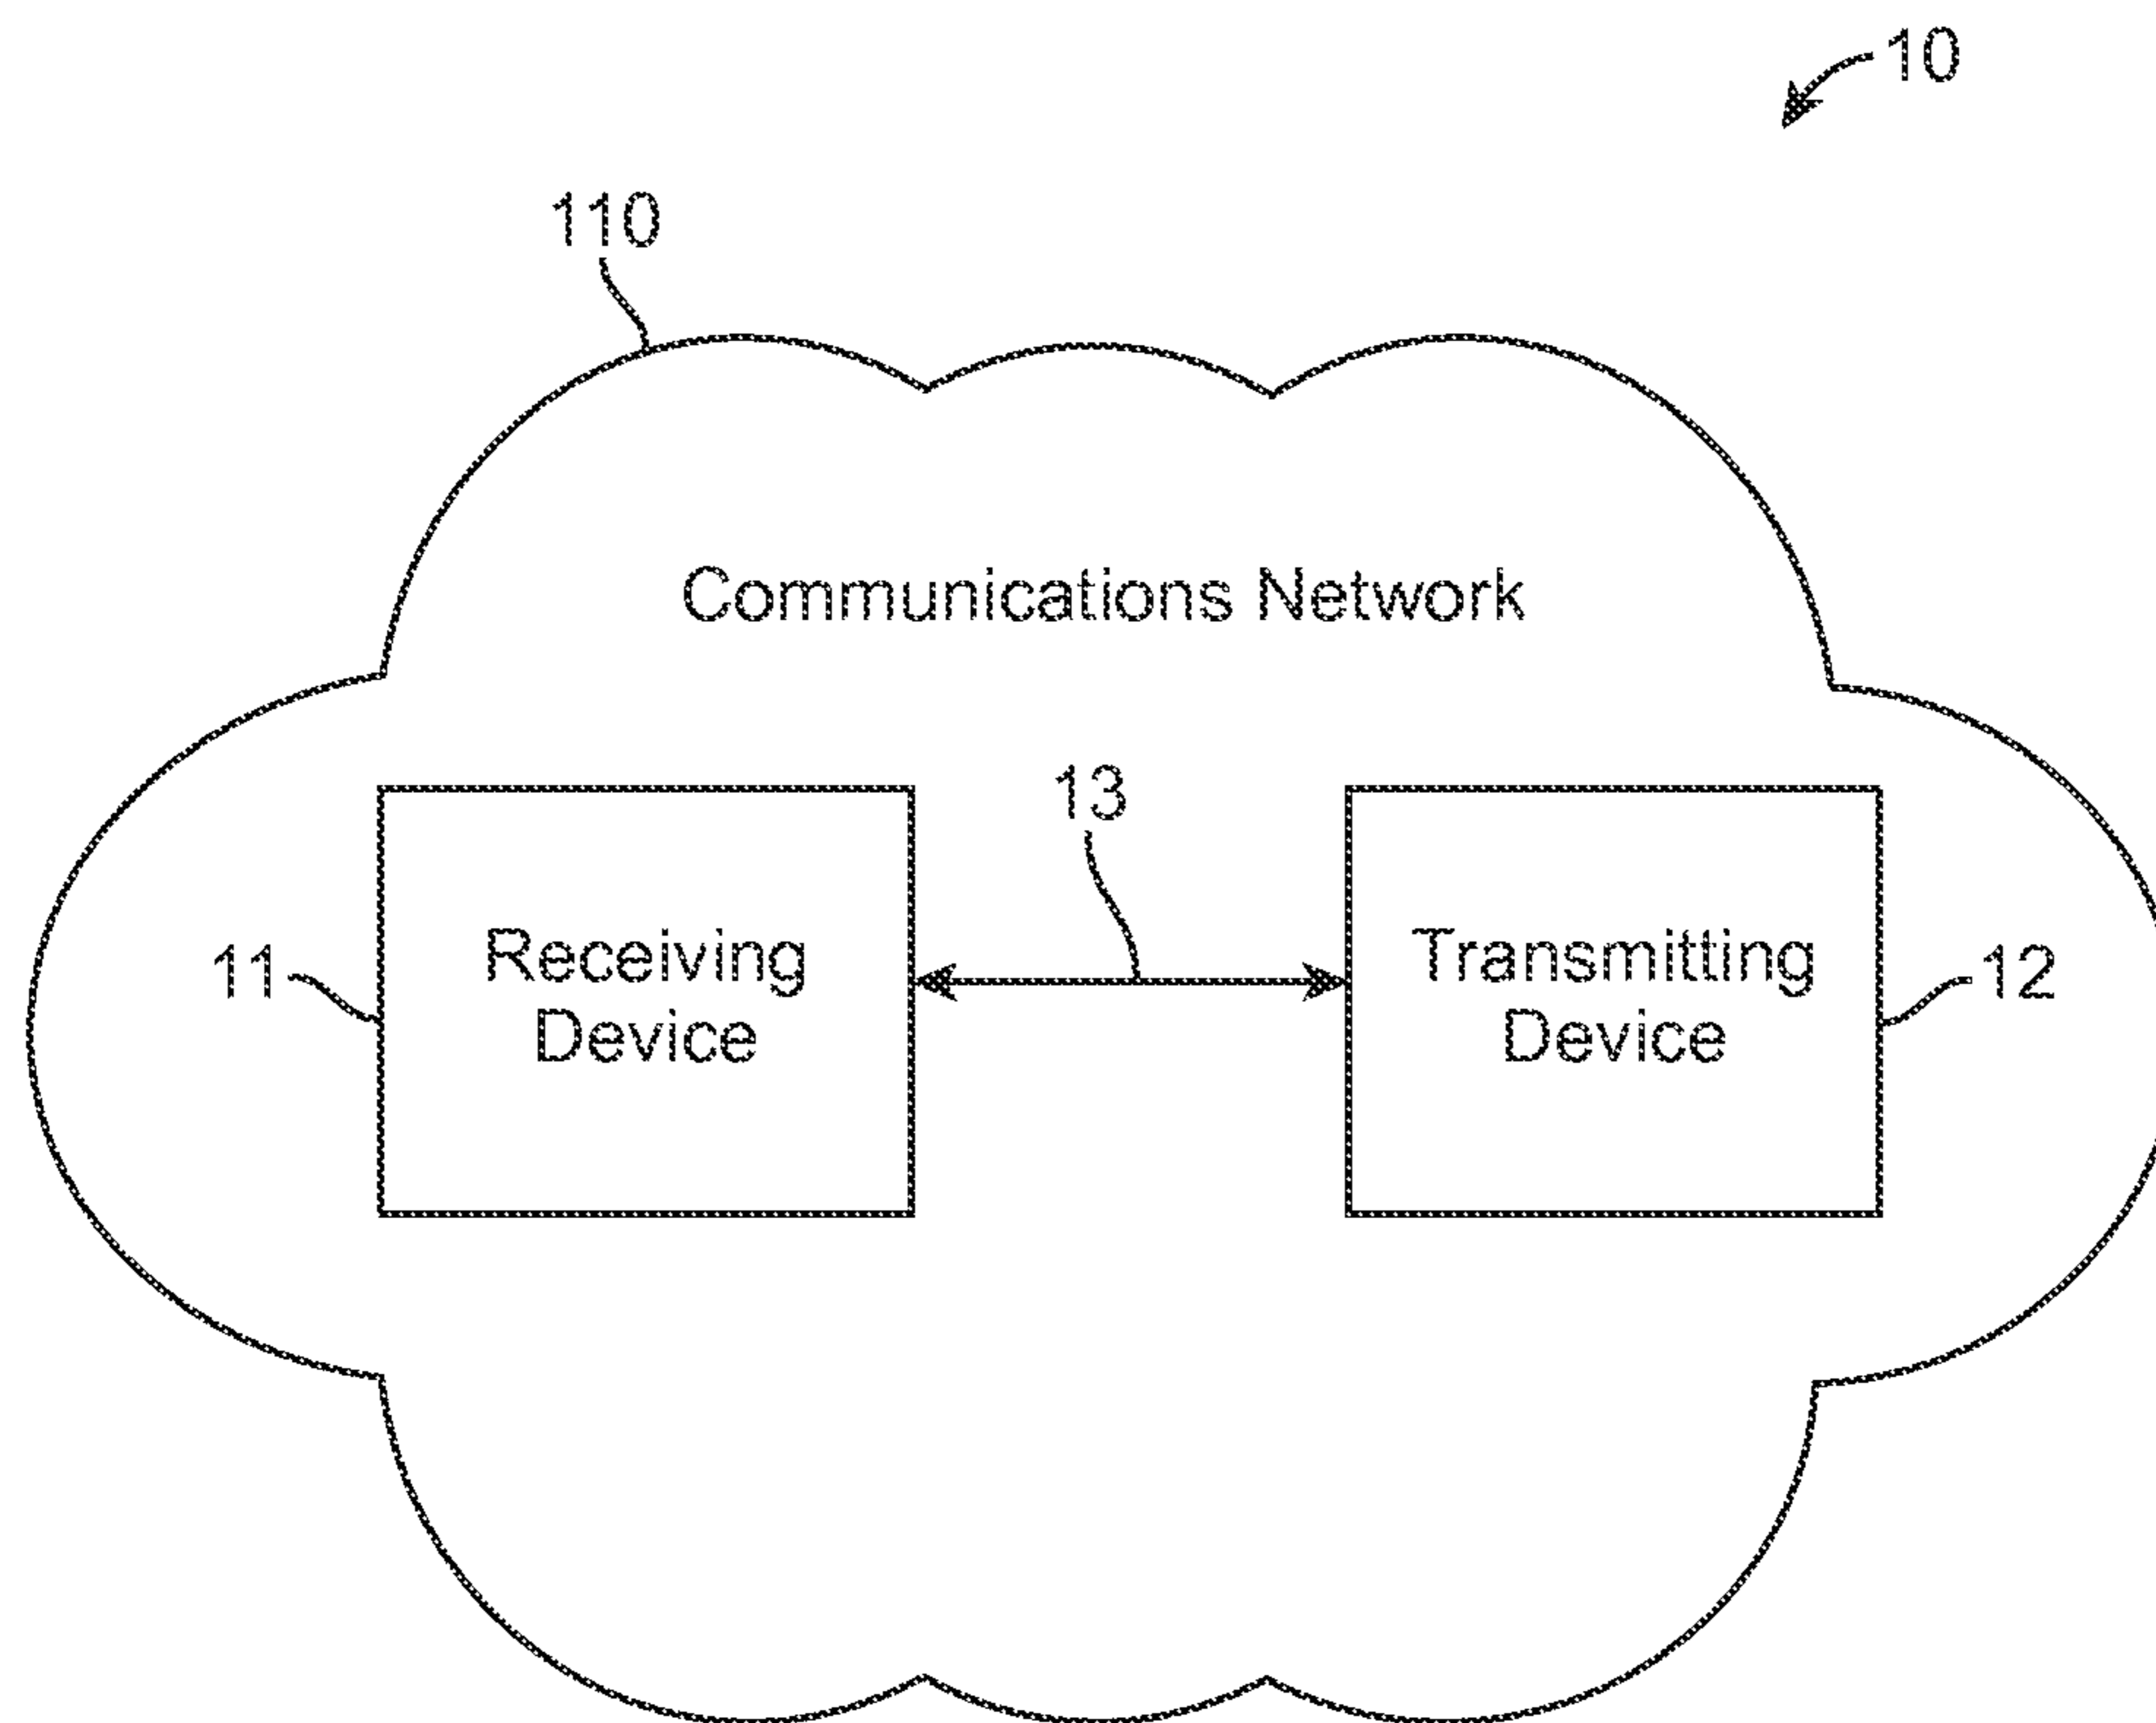 10
110
Communications Network
13
11
Receiving
Device
Transmitting
Device
12